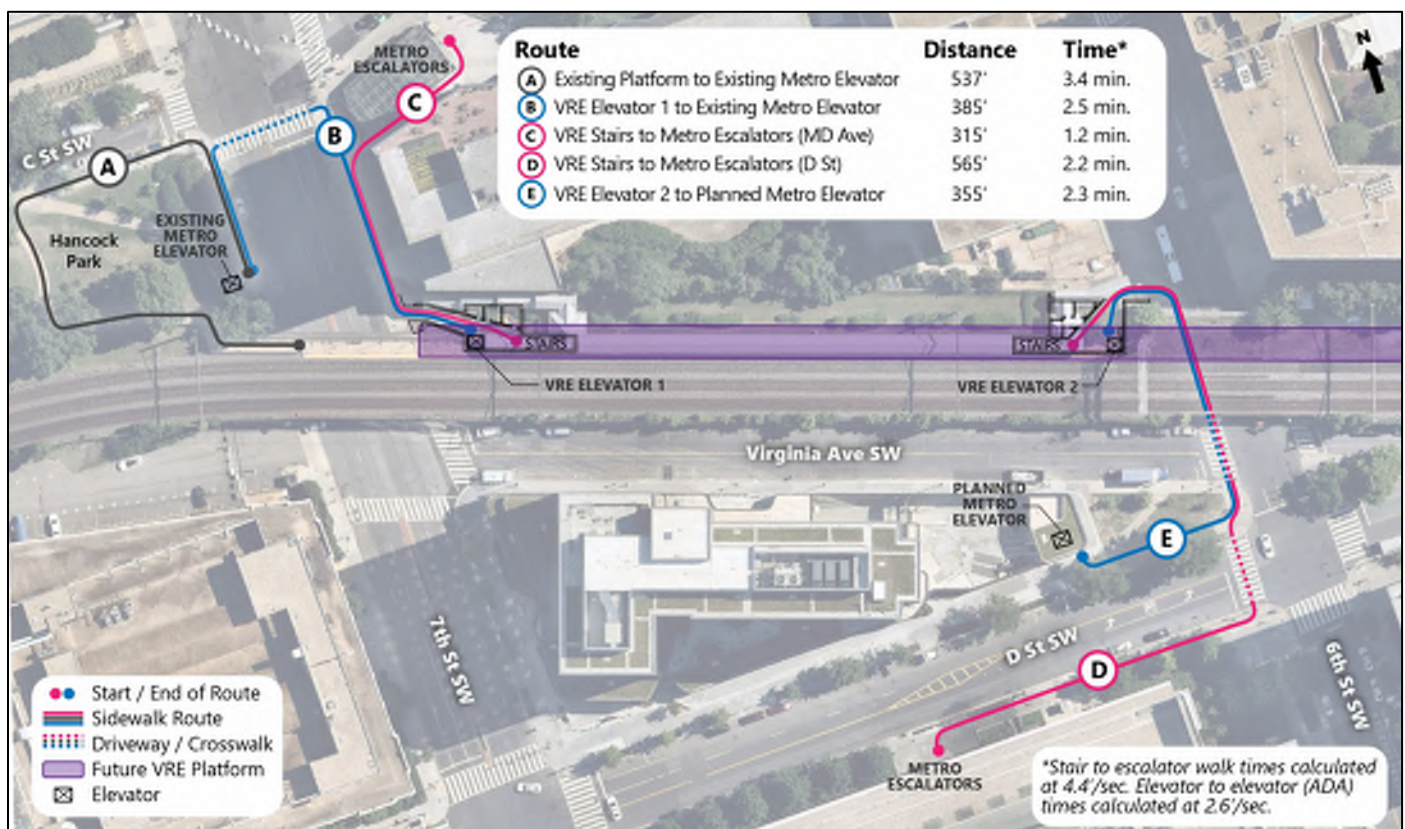 METRO
ESCALATORS
C
Route Distance Time*
A Existing Platform to Existing Metro Elevator 537' 3.4 min.
B VRE Elevator 1 to Existing Metro Elevator 385' 2.5 min.
C VRE Stairs to Metro Escalators (MD Ave) 315' 1.2 min.
D VRE Stairs to Metro Escalators (D St) 565' 2.2 min.
E VRE Elevator 2 to Planned Metro Elevator 355' 2.3 min.
N
B
C St SW
A
EXISTING
METRO
ELEVATOR
Hancock
Park
STAIRS
STAIRS
VRE ELEVATOR 1
VRE ELEVATOR 2
Virginia Ave SW
PLANNED
METRO
ELEVATOR
E
7th St SW
D St SW
D
6th St SW
METRO
ESCALATORS
Start / End of Route
Sidewalk Route
Driveway / Crosswalk
Future VRE Platform
Elevator
*Stair to escalator walk times calculated
at 4.4'/sec. Elevator to elevator (ADA)
times calculated at 2.6'/sec.